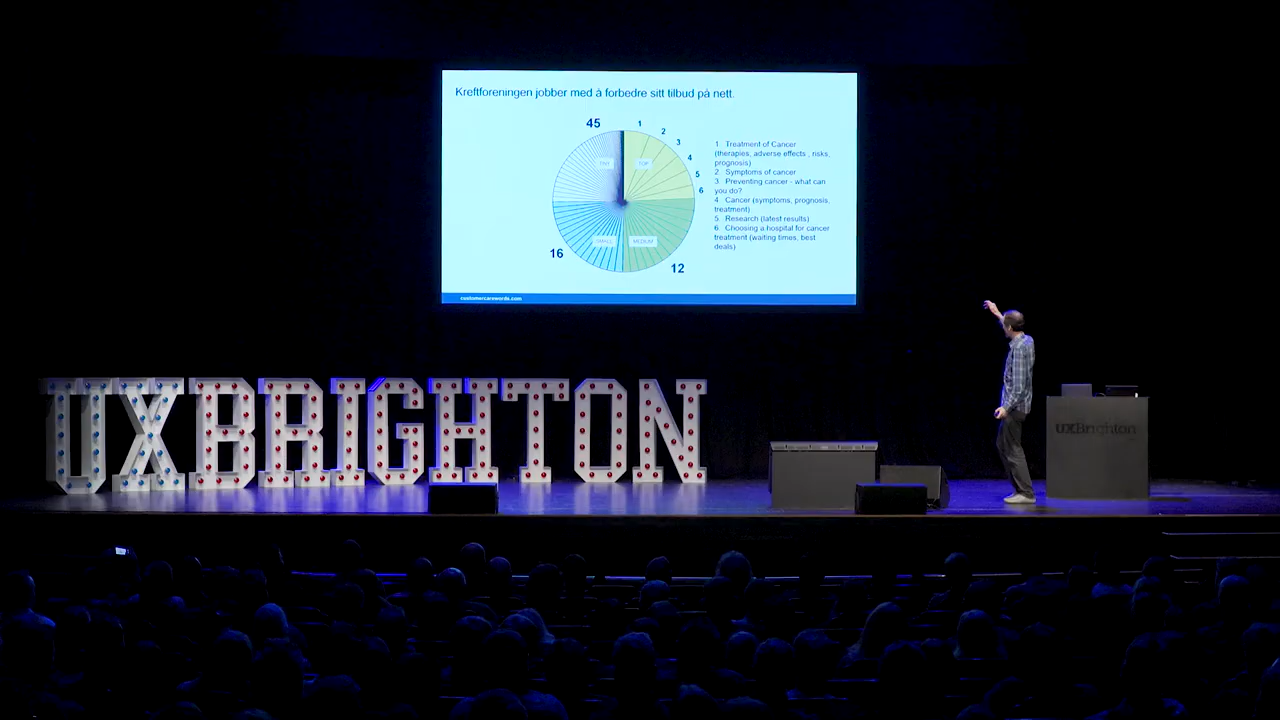 Kreftforeningen jobber med å forbedre sitt tilbud på nett.
45
1
2
3
4
5
6
TINY
TOP
SMALL
MEDIUM
16
12
1 Treatment of Cancer
(therapies, adverse effects , risks,
prognosis)
2 Symptoms of cancer
3 Preventing cancer - what can
you do?
4 Cancer (symptoms, prognosis,
treatment)
5 Research (latest results)
6 Choosing a hospital for cancer
treatment (waiting times, best
deals)
customercarewords.com
UXBRIGHTON
uxBrighton